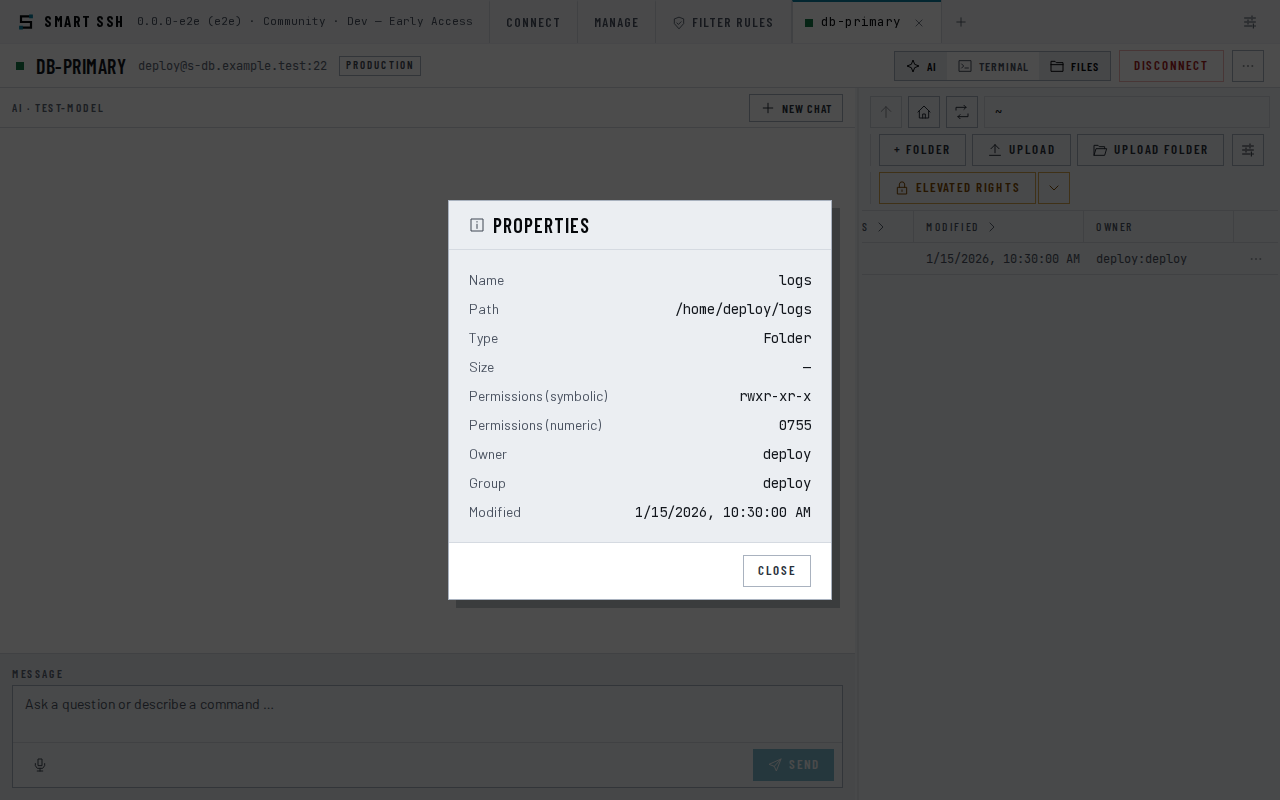 SMART SSH 0.0.0-e2e (e2e) · Community · Dev — Early Access CONNECT MANAGE FILTER RULES db-primary
DB-PRIMARY deploy@s-db.example.test:22 PRODUCTION AI TERMINAL FILES DISCONNECT
AI · TEST-MODEL NEW CHAT
~
+ FOLDER UPLOAD UPLOAD FOLDER
ELEVATED RIGHTS
S MODIFIED OWNER
1/15/2026, 10:30:00 AM deploy:deploy
PROPERTIES
Name logs
Path /home/deploy/logs
Type Folder
Size —
Permissions (symbolic) rwxr-xr-x
Permissions (numeric) 0755
Owner deploy
Group deploy
Modified 1/15/2026, 10:30:00 AM
CLOSE
MESSAGE
Ask a question or describe a command ...
SEND